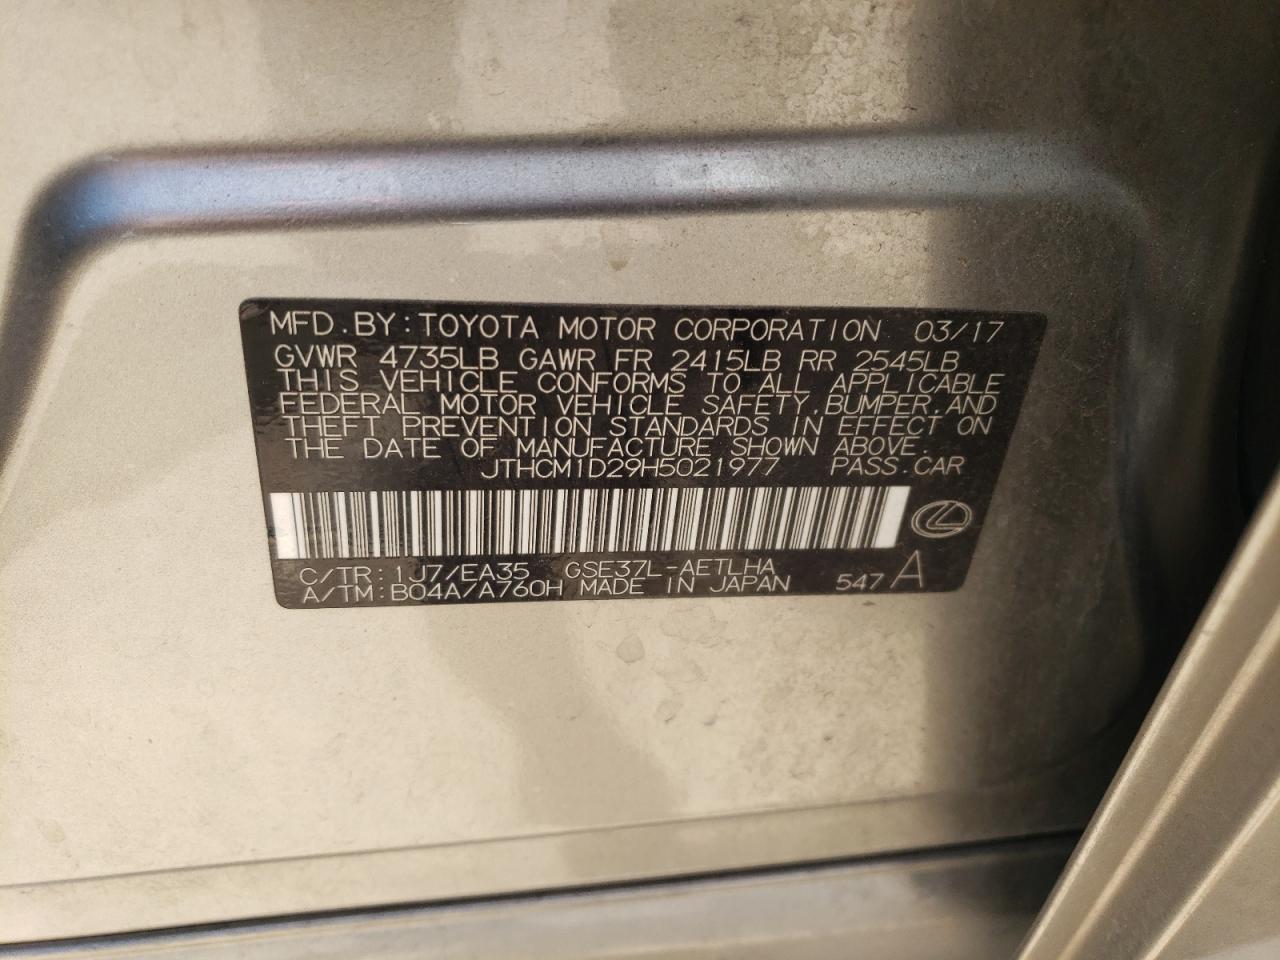 MFD.BY:TOYOTA MOTOR CORPORATION 03/17
GVWR 4735LB GAWR FR 2415LB RR 2545LB
THIS VEHICLE CONFORMS TO ALL APPLICABLE
FEDERAL MOTOR VEHICLE SAFETY,BUMPER,AND
THEFT PREVENTION STANDARDS IN EFFECT ON
THE DATE OF MANUFACTURE SHOWN ABOVE.
JTHCM1D29H5021977 PASS.CAR
C/TR:1J7/EA35 GSE37L-AETLHA
A/TM:B04A/A760H MADE IN JAPAN 547 A